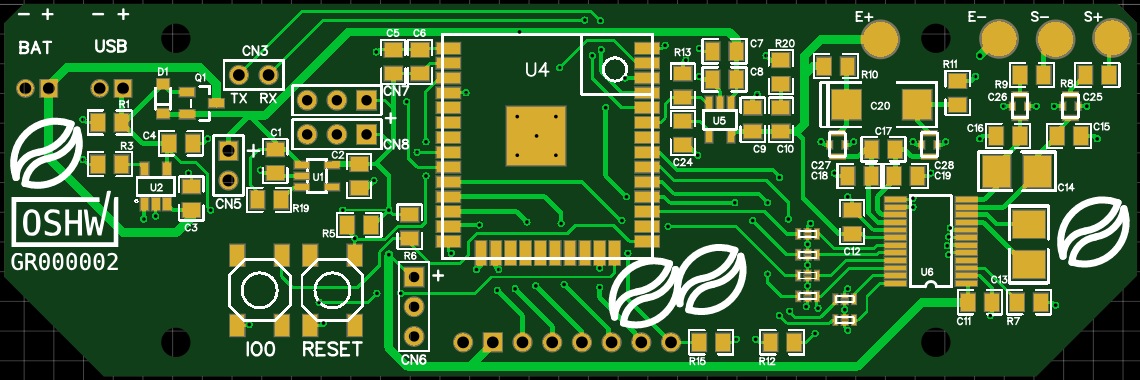 - +
- +
BAT
USB
CN3
TX
RX
D1
Q1
R1
R3
C4
U2
C3
CN5
+
C1
C2
U1
R19
R5
R6
C5
C6
CN7
+
CN8
U4
R13
C7
C8
R20
U5
C9
C10
C24
E+
E-
S-
S+
R10
R11
C20
R9
R8
C26
C25
C16
C15
C17
C27
C28
C18
C19
C14
C12
U6
C13
C11
R7
OSHW
GR000002
IO0
RESET
+
CN6
R15
R12